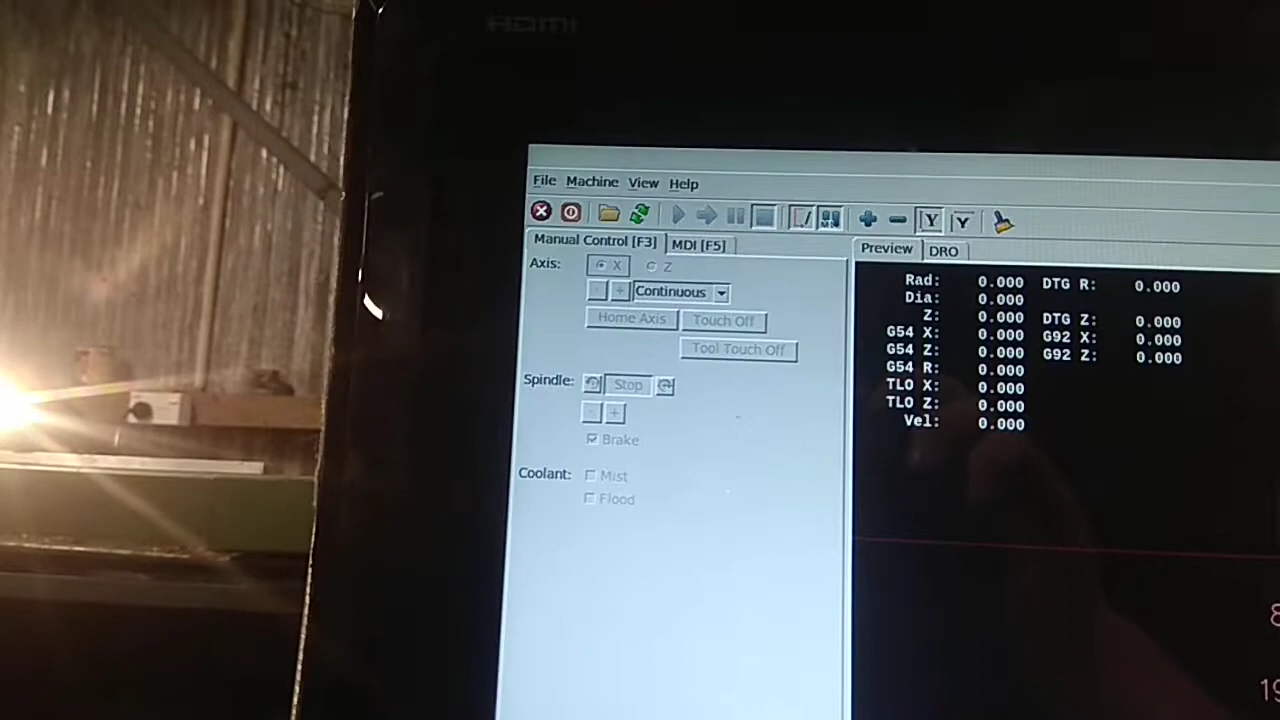 HDMI
File Machine View Help
Manual Control [F3] MDI [F5]
Axis: X Z
- + Continuous
Home Axis Touch Off
Tool Touch Off
Spindle: Stop
- +
Brake
Coolant: Mist
Flood
Preview DRO
Rad: 0.000 DTG R: 0.000
Dia: 0.000
Z: 0.000 DTG Z: 0.000
G54 X: 0.000 G92 X: 0.000
G54 Z: 0.000 G92 Z: 0.000
G54 R: 0.000
TLO X: 0.000
TLO Z: 0.000
Vel: 0.000
8
19